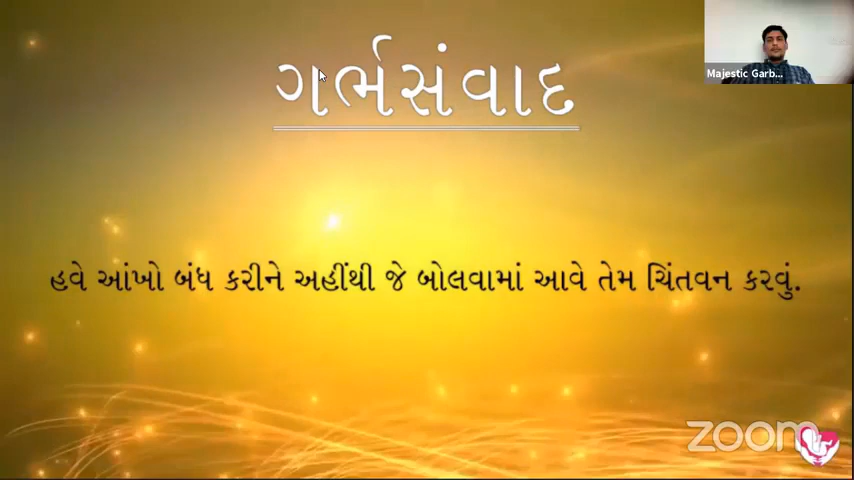 ગર્ભસંવાદ
Majestic Garb...
હવે આંખો બંધ કરીને અહીંથી જે બોલવામાં આવે તેમ ચિંતવન કરવું.
zoom